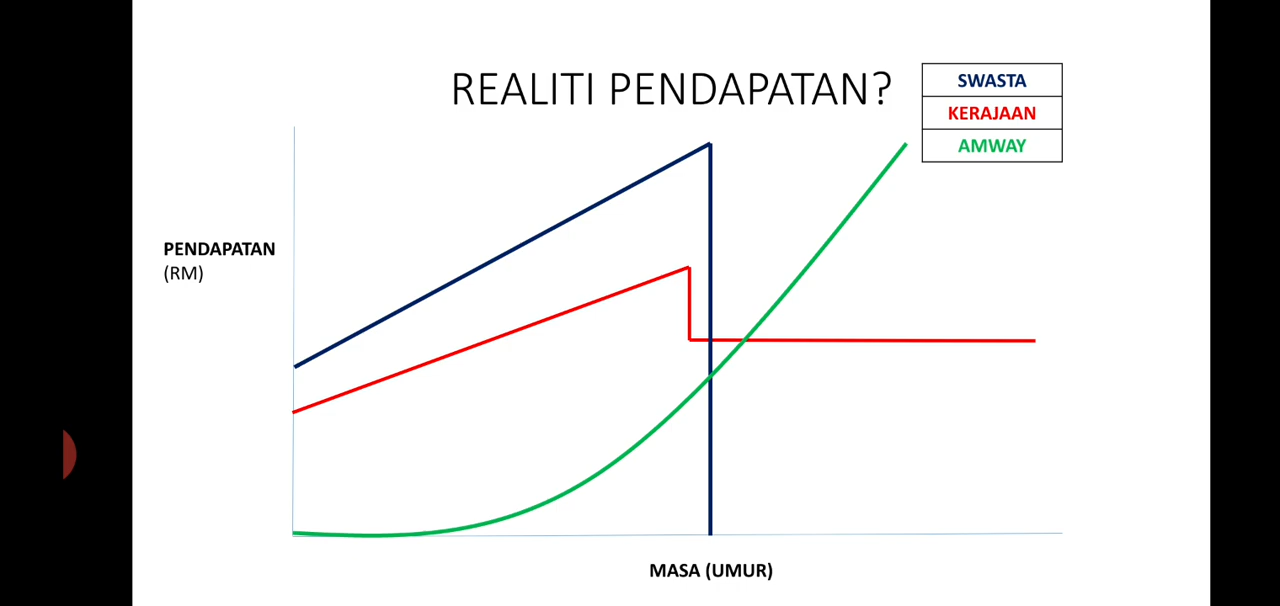 REALITI PENDAPATAN?
SWASTA
KERAJAAN
AMWAY
PENDAPATAN
(RM)
MASA (UMUR)